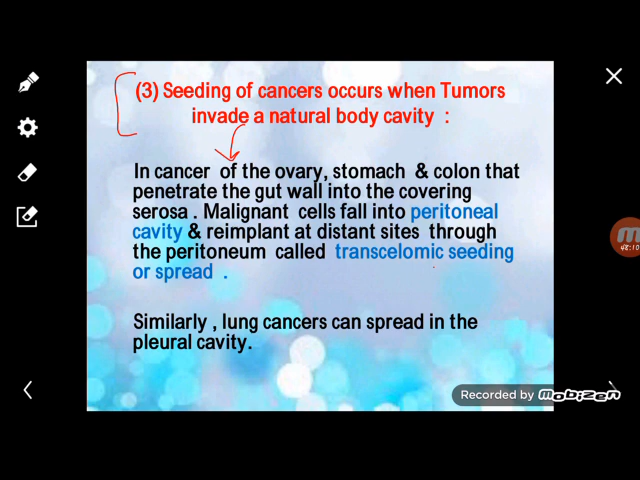 (3) Seeding of cancers occurs when Tumors
invade a natural body cavity :
In cancer of the ovary, stomach & colon that
penetrate the gut wall into the covering
serosa . Malignant cells fall into peritoneal
cavity & reimplant at distant sites through
the peritoneum called transcelomic seeding
or spread .
Similarly , lung cancers can spread in the
pleural cavity.
Recorded by MOBIZEN